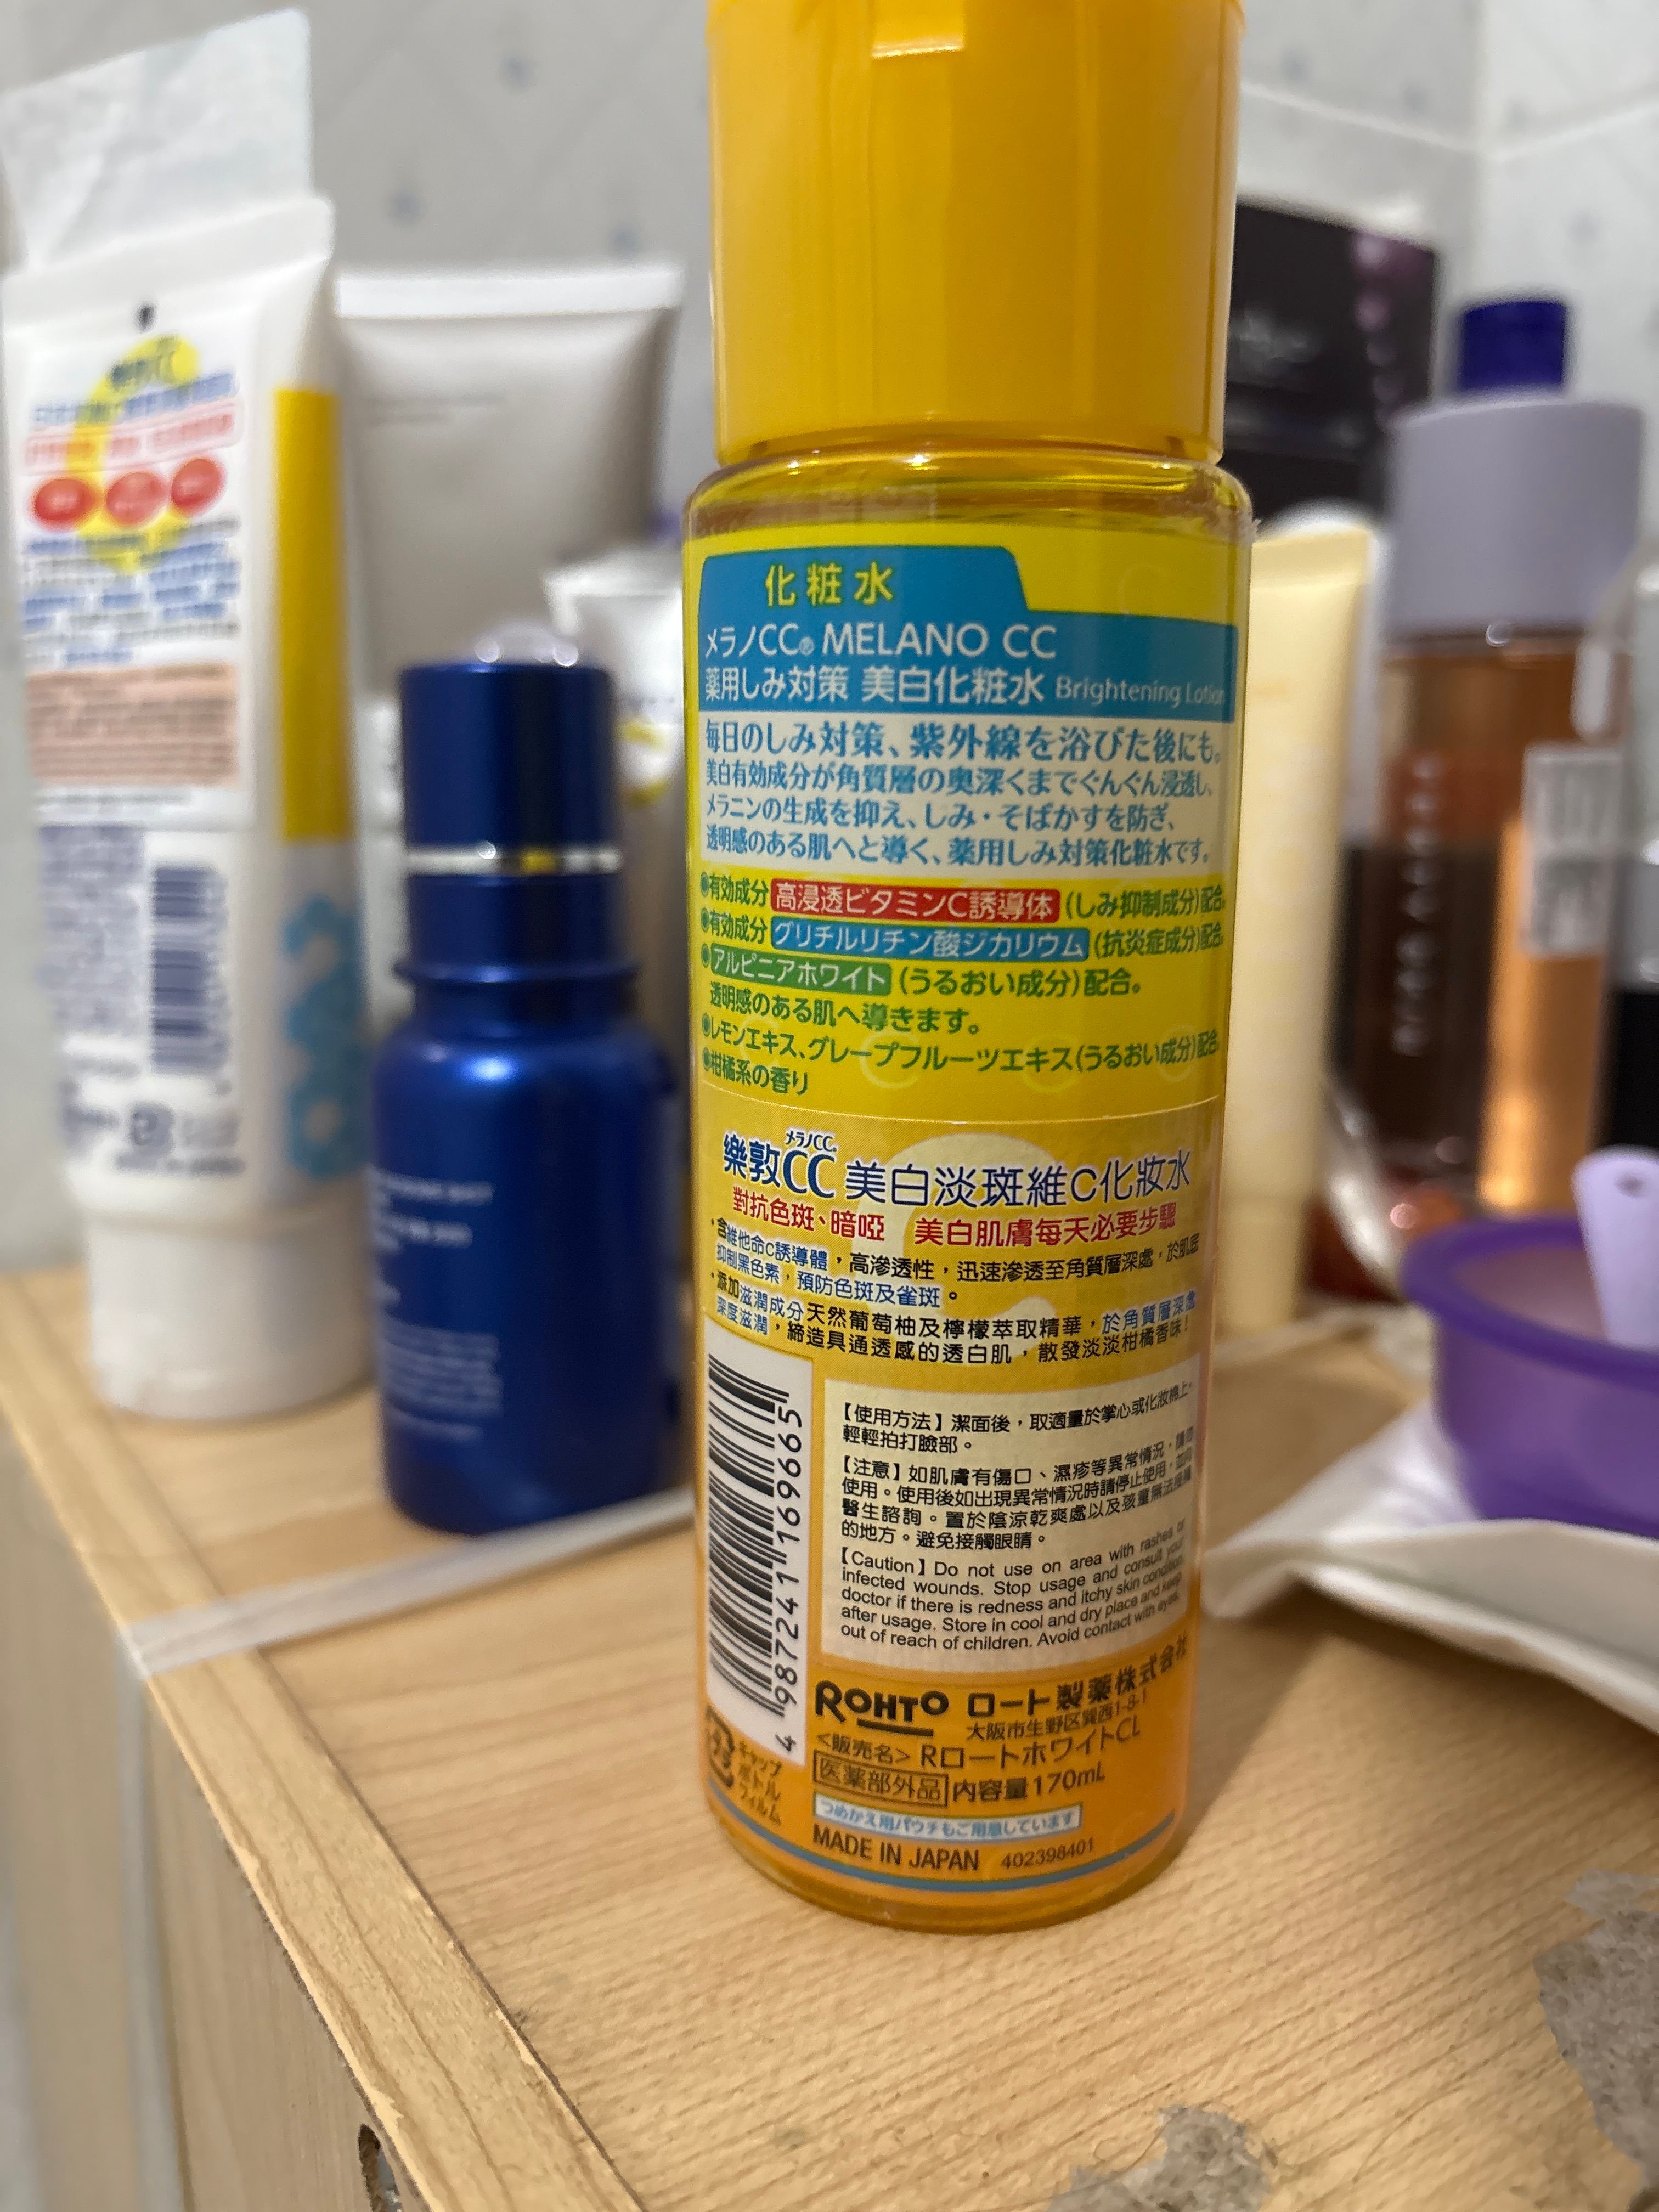 化粧水
メラノCC® MELANO CC
薬用しみ対策 美白化粧水 Brightening Lotion
毎日のしみ対策、紫外線を浴びた後にも。
美白有効成分が角質層の奥深くまでぐんぐん浸透し、
メラニンの生成を抑え、しみ・そばかすを防ぎ、
透明感のある肌へと導く、薬用しみ対策化粧水です。
●有効成分 高浸透ビタミンC誘導体 (しみ抑制成分)配合。
●有効成分 グリチルリチン酸ジカリウム (抗炎症成分)配合。
●アルピニアホワイト (うるおい成分)配合。
透明感のある肌へ導きます。
●レモンエキス、グレープフルーツエキス(うるおい成分)配合。
●柑橘系の香り
メラノCC®
樂敦CC 美白淡斑維C化妝水
對抗色斑、暗啞 美白肌膚每天必要步驟
・含維他命C誘導體，高滲透性，迅速滲透至角質層深處，於肌底
抑制黑色素，預防色斑及雀斑。
・添加滋潤成分天然葡萄柚及檸檬萃取精華，於角質層深處
深度滋潤，締造具通透感的透白肌，散發淡淡柑橘香味！
【使用方法】潔面後，取適量於掌心或化妝棉上，
輕輕拍打臉部。
【注意】如肌膚有傷口、濕疹等異常情況，請勿
使用。使用後如出現異常情況時請停止使用，並向
醫生諮詢。置於陰涼乾爽處以及孩童無法接觸
的地方。避免接觸眼睛。
【Caution】Do not use on area with rashes or
infected wounds. Stop usage and consult your
doctor if there is redness and itchy skin condition
after usage. Store in cool and dry place and keep
out of reach of children. Avoid contact with eyes.
4 987241 169665
ROHTO ロート製薬株式会社
大阪市生野区巽西1-8-1
<販売名> RロートホワイトCL
医薬部外品 内容量170mL
プラ
キャップ
ボトル
フィルム
つめかえ用パウチもご用意しています
MADE IN JAPAN 402398401